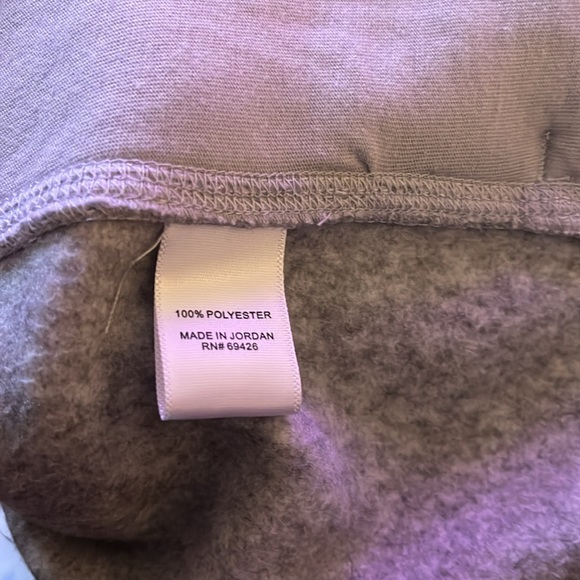 100% POLYESTER
MADE IN JORDAN
RN# 69426